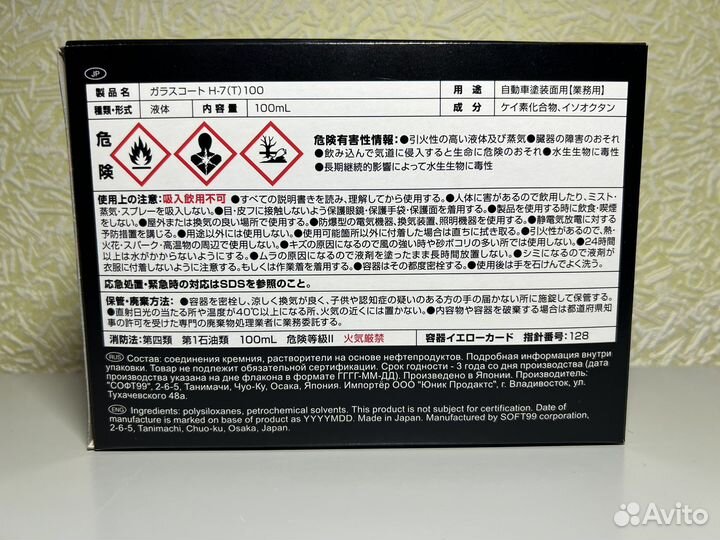 JP
製品名 ガラスコート H-7(T)100 用途 自動車塗装面用【業務用】
種類・形式 液体 内容量 100mL 成分 ケイ素化合物、イソオクタン
危険
危険有害性情報：●引火性の高い液体及び蒸気●臓器の障害のおそれ
●飲み込んで気道に侵入すると生命に危険のおそれ●水生生物に毒性
●長期継続的影響によって水生生物に毒性
使用上の注意：吸入飲用不可●すべての説明書きを読み、理解してから使用する。●人体に害があるので飲用したり、ミスト・
蒸気・スプレーを吸入しない。●目・皮フに接触しないよう保護眼鏡・保護手袋・保護面を着用する。●製品を使用する時に飲食・喫煙
をしない。●屋外または換気の良い場所で使用する。●防爆型の電気機器、換気装置、照明機器を使用する。●静電気放電に対する
予防措置を講じる。●用途以外には使用しない。●使用可能箇所以外に付着した場合は直ちに拭き取る。●引火性があるので、熱・
火花・スパーク・高温物の周辺で使用しない。●キズの原因になるので風の強い時や砂ボコリの多い所では使用しない。●24時間
以上は水がかからないようにする。●ムラの原因になるので液剤を塗ったまま長時間放置しない。●シミになるので液剤が
衣服に付着しないように注意する。もしくは作業着を着用する。●容器はその都度密栓する。●使用後は手を石けんでよく洗う。
応急処置・緊急時の対応はSDSを参照のこと。
保管・廃棄方法：●容器を密栓し、涼しく換気が良く、子供や認知症の疑いのある方の手の届かない所に施錠して保管する。
●直射日光の当たる所や温度が40℃以上になる所、火気の近くには置かない。●内容物や容器を破棄する場合は都道府県知
事の許可を受けた専門の廃棄物処理業者に業務委託する。
消防法：第四類 第1石油類 100mL 危険等級II 火気厳禁 容器イエローカード 指針番号 128
RUS Состав: соединения кремния, растворители на основе нефтепродуктов. Подробная информация внутри
упаковки. Товар не подлежит обязательной сертификации. Срок годности - 3 года со дня производства (дата
производства указана на дне флакона в формате ГГГГ-ММ-ДД). Произведено в Японии. Производитель:
"СОФТ99", 2-6-5, Танимачи, Чуо-Ку, Осака, Япония. Импортёр ООО "Юник Продактс", г. Владивосток, ул.
Тухачевского 48а.
ENG Ingredients: polysiloxanes, petrochemical solvents. This product is not subject for certification. Date of
manufacture is marked on base of product as YYYYMDD. Made in Japan. Manufactured by SOFT99 corporation,
2-6-5, Tanimachi, Chuo-ku, Osaka, Japan.
Avito